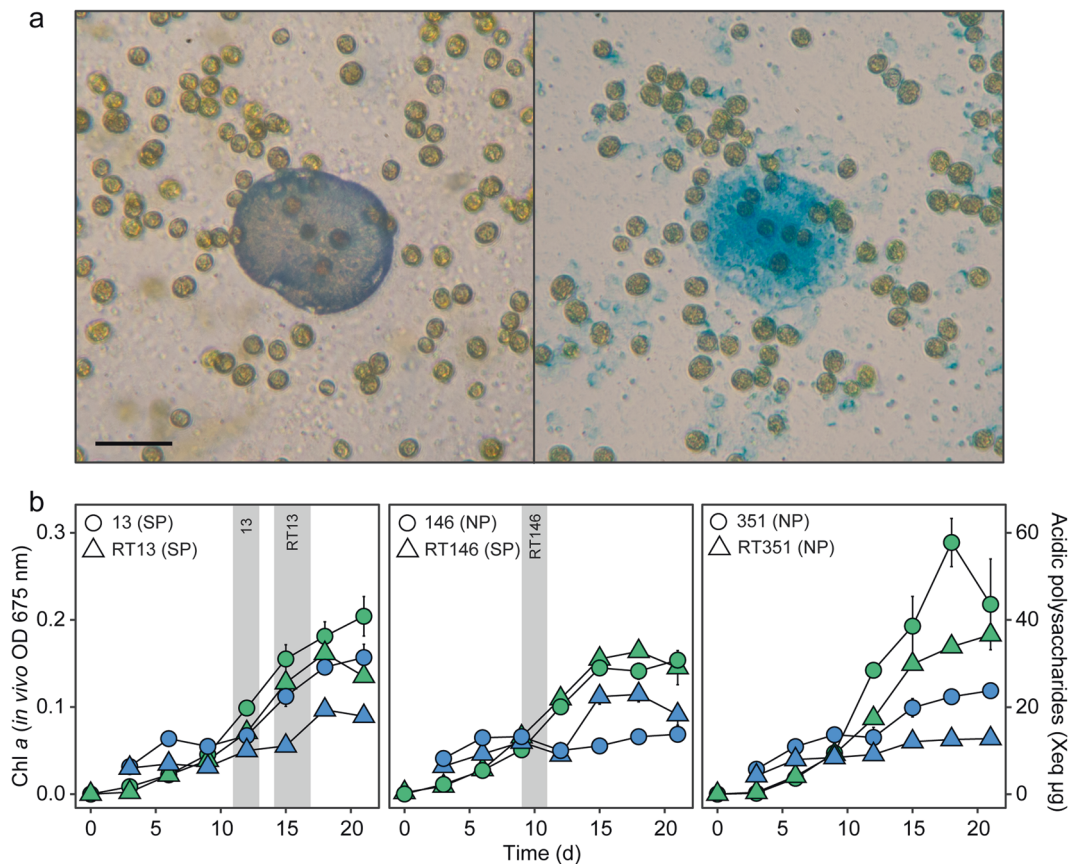 a
b
13 (SP)
RT13 (SP)
13
RT13
146 (NP)
RT146 (SP)
RT146
351 (NP)
RT351 (NP)
Chl a (in vivo OD 675 nm)
0.3
0.2
0.1
0.0
Acidic polysaccharides (Xeq µg)
60
40
20
0
0 5 10 15 20
0 5 10 15 20
0 5 10 15 20
Time (d)